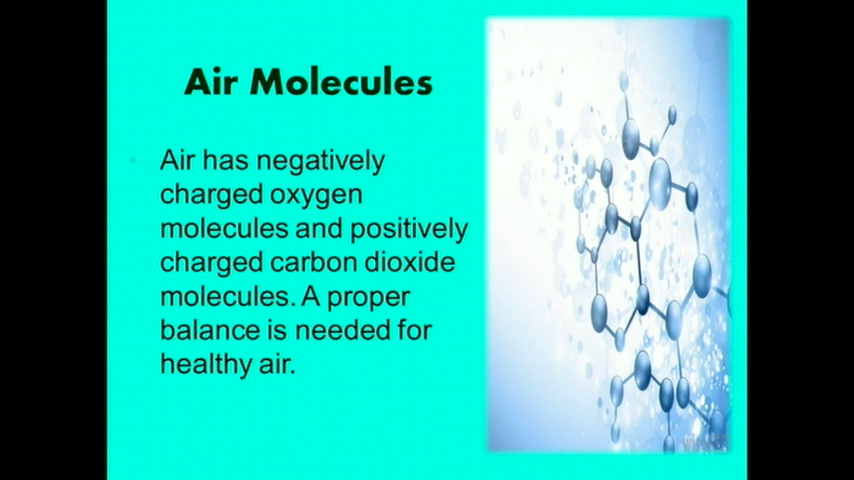 Air Molecules
Air has negatively
charged oxygen
molecules and positively
charged carbon dioxide
molecules. A proper
balance is needed for
healthy air.